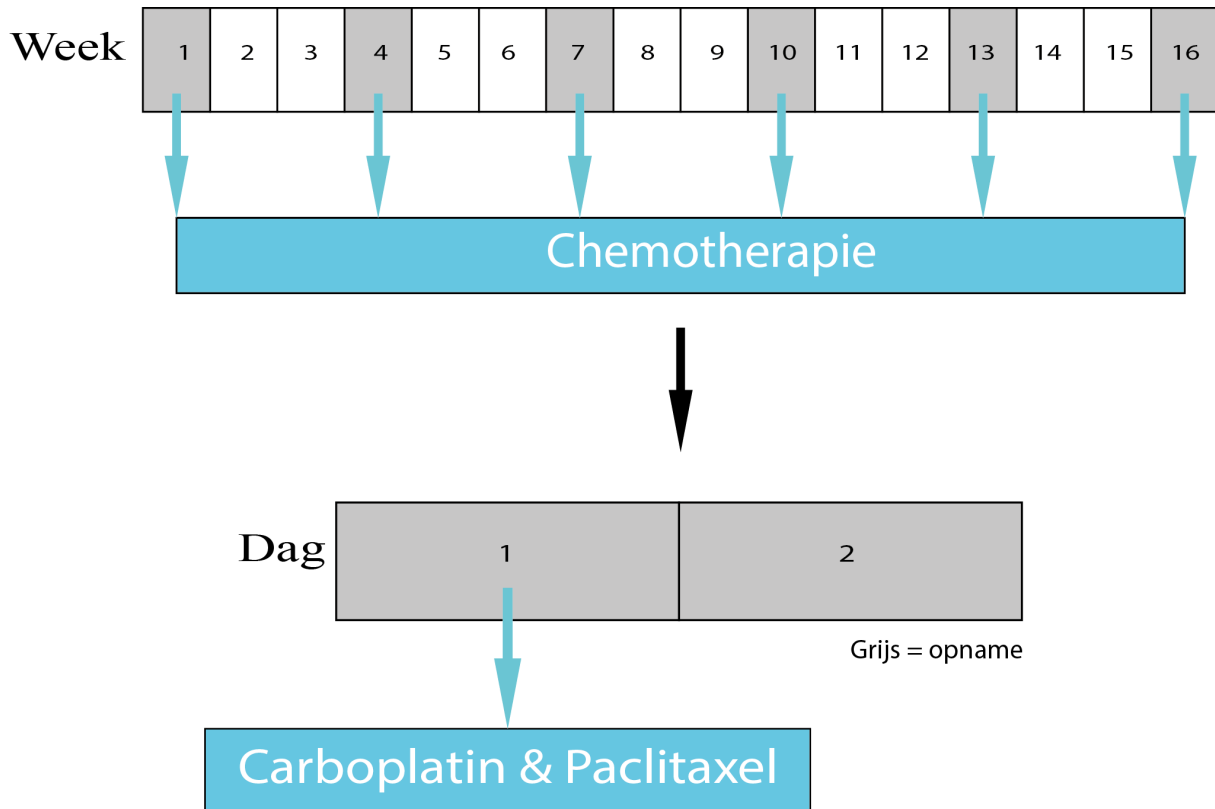 Week 1 2 3 4 5 6 7 8 9 10 11 12 13 14 15 16
Chemotherapie
Dag 1 2
Grijs = opname
Carboplatin & Paclitaxel